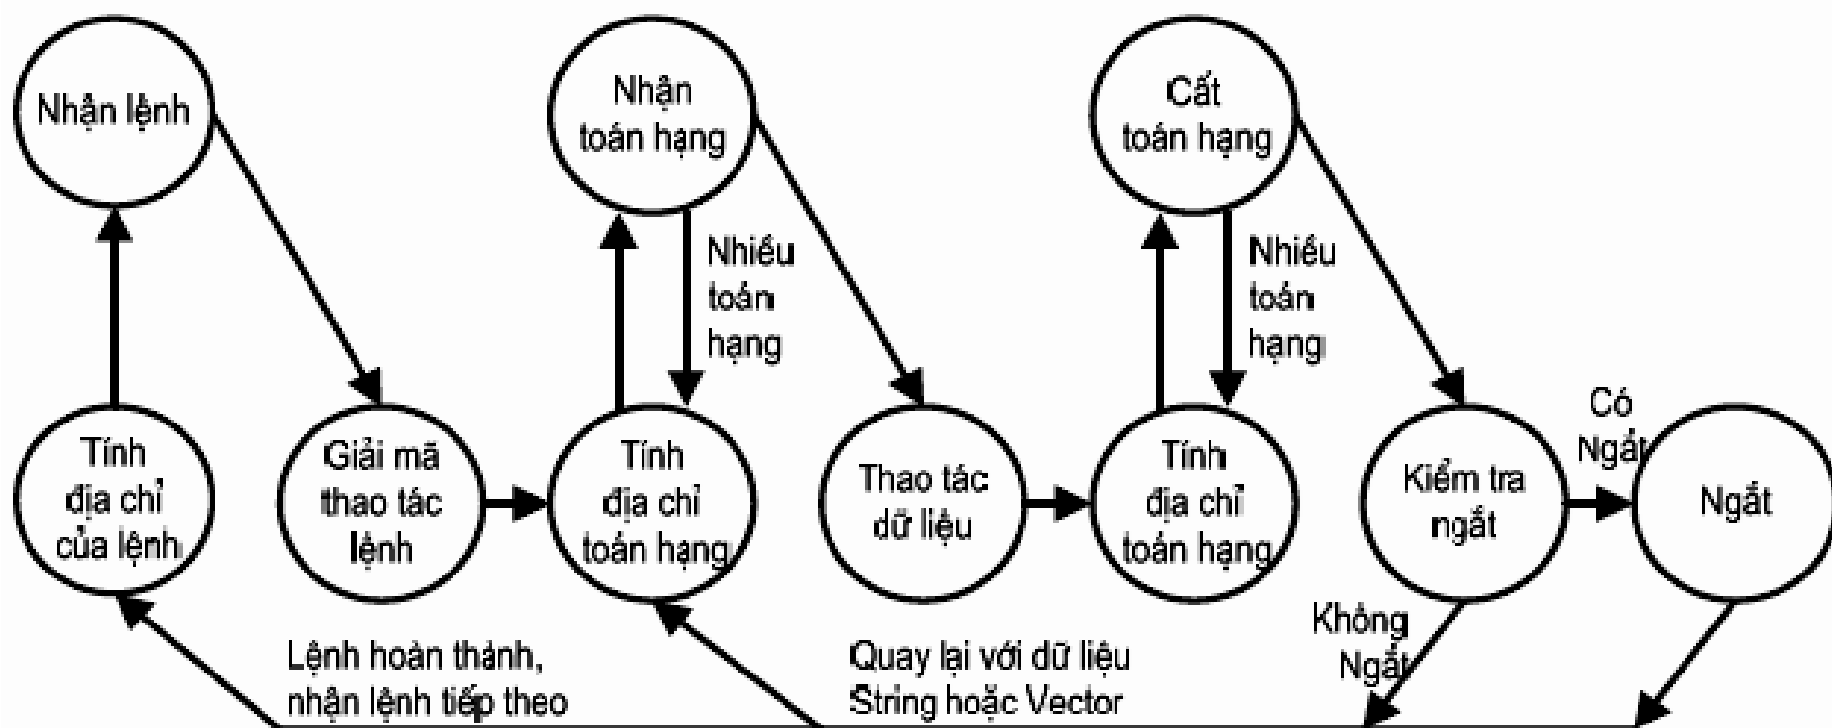 Nhận lệnh
Nhận
toán hạng
Cất
toán hạng
Nhiều
toán
hạng
Nhiều
toán
hạng
Tính
địa chỉ
của lệnh
Giải mã
thao tác
lệnh
Tính
địa chỉ
toán hạng
Thao tác
dữ liệu
Tính
địa chỉ
toán hạng
Kiểm tra
ngắt
Có
Ngắt
Ngắt
Lệnh hoàn thành,
nhận lệnh tiếp theo
Quay lại với dữ liệu
String hoặc Vector
Không
Ngắt